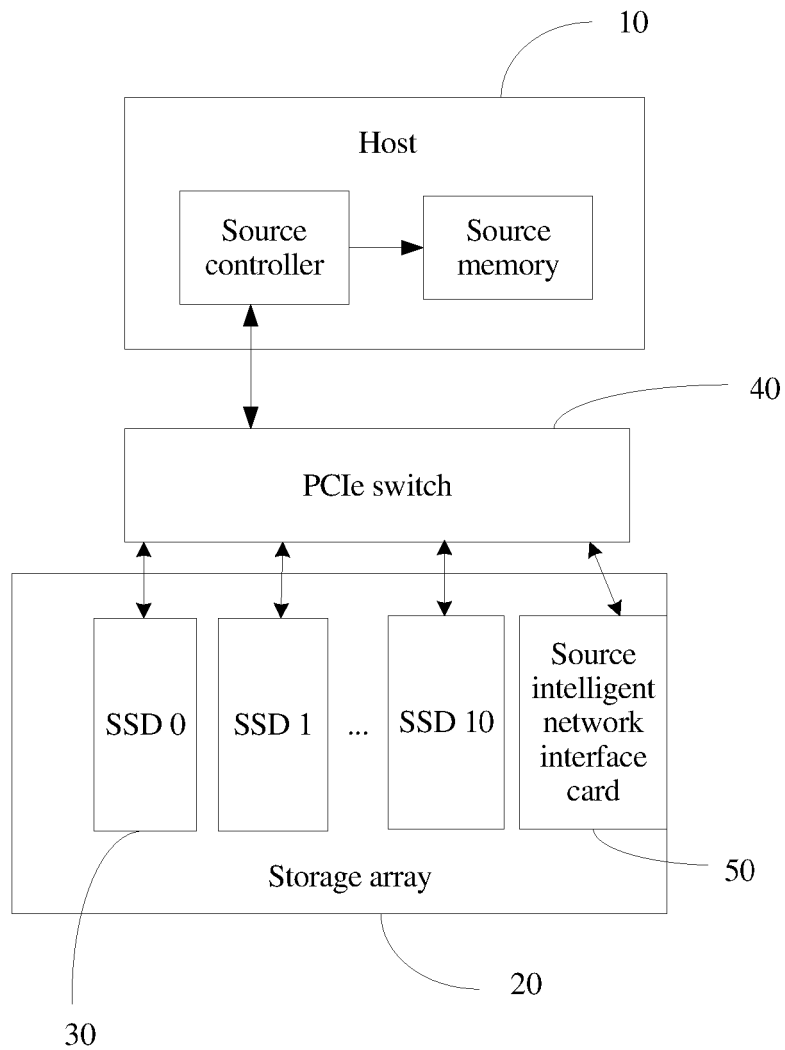 10
Host
Source
controller
Source
memory
40
PCIe switch
SSD 0
SSD 1
...
SSD 10
Source
intelligent
network
interface
card
50
Storage array
20
30